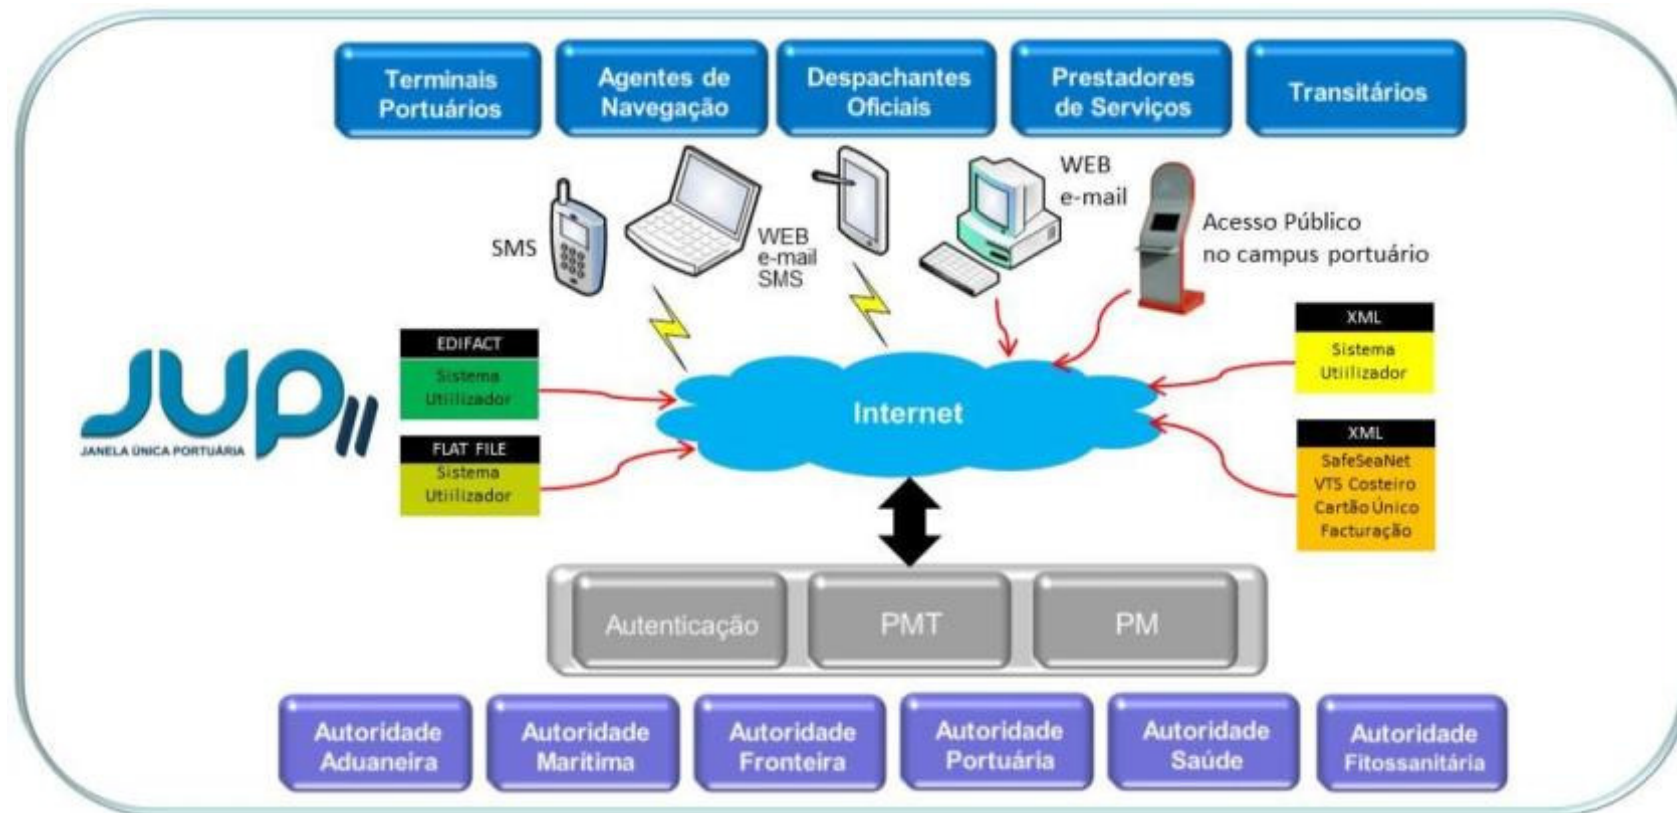 Terminais
Portuários
Agentes de
Navegação
Despachantes
Oficiais
Prestadores
de Serviços
Transitários
SMS
WEB
e-mail
SMS
WEB
e-mail
Acesso Público
no campus portuário
JUP II
JANELA ÚNICA PORTUÁRIA
EDIFACT
Sistema
Utiilizador
FLAT FILE
Sistema
Utiilizador
Internet
XML
Sistema
Utiilizador
XML
SafeSeaNet
VTS Costeiro
Cartão Único
Facturação
Autenticação
PMT
PM
Autoridade
Aduaneira
Autoridade
Marítima
Autoridade
Fronteira
Autoridade
Portuária
Autoridade
Saúde
Autoridade
Fitossanitária